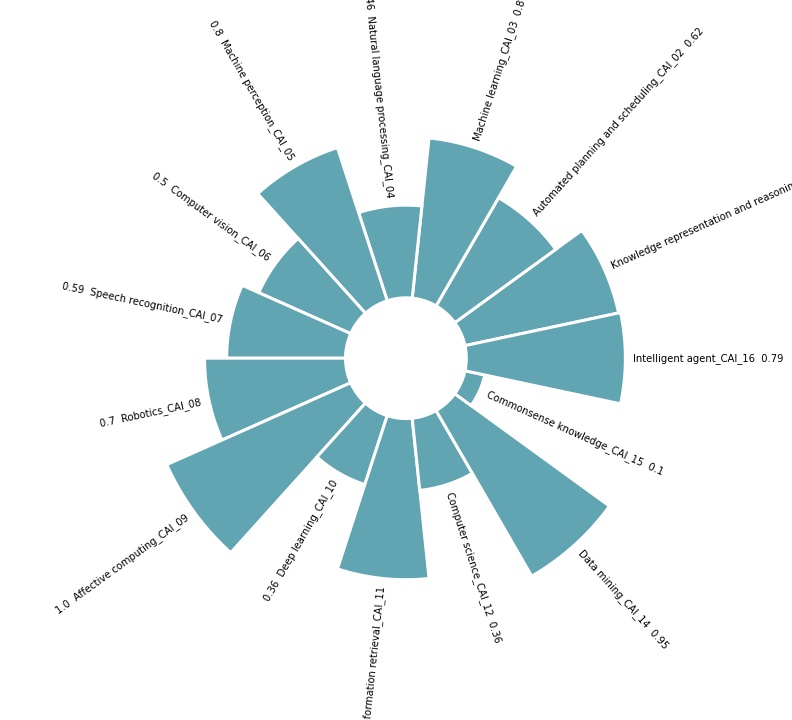 46 Natural language processing_CAI_04
Machine learning_CAI_03 0.8
0.8 Machine perception_CAI_05
Automated planning and scheduling_CAI_02 0.62
0.5 Computer vision_CAI_06
Knowledge representation and reasonin
0.59 Speech recognition_CAI_07
Intelligent agent_CAI_16 0.79
0.7 Robotics_CAI_08
Commonsense knowledge_CAI_15 0.1
1.0 Affective computing_CAI_09
0.36 Deep learning_CAI_10
formation retrieval_CAI_11
Computer science_CAI_12 0.36
Data mining_CAI_14 0.95